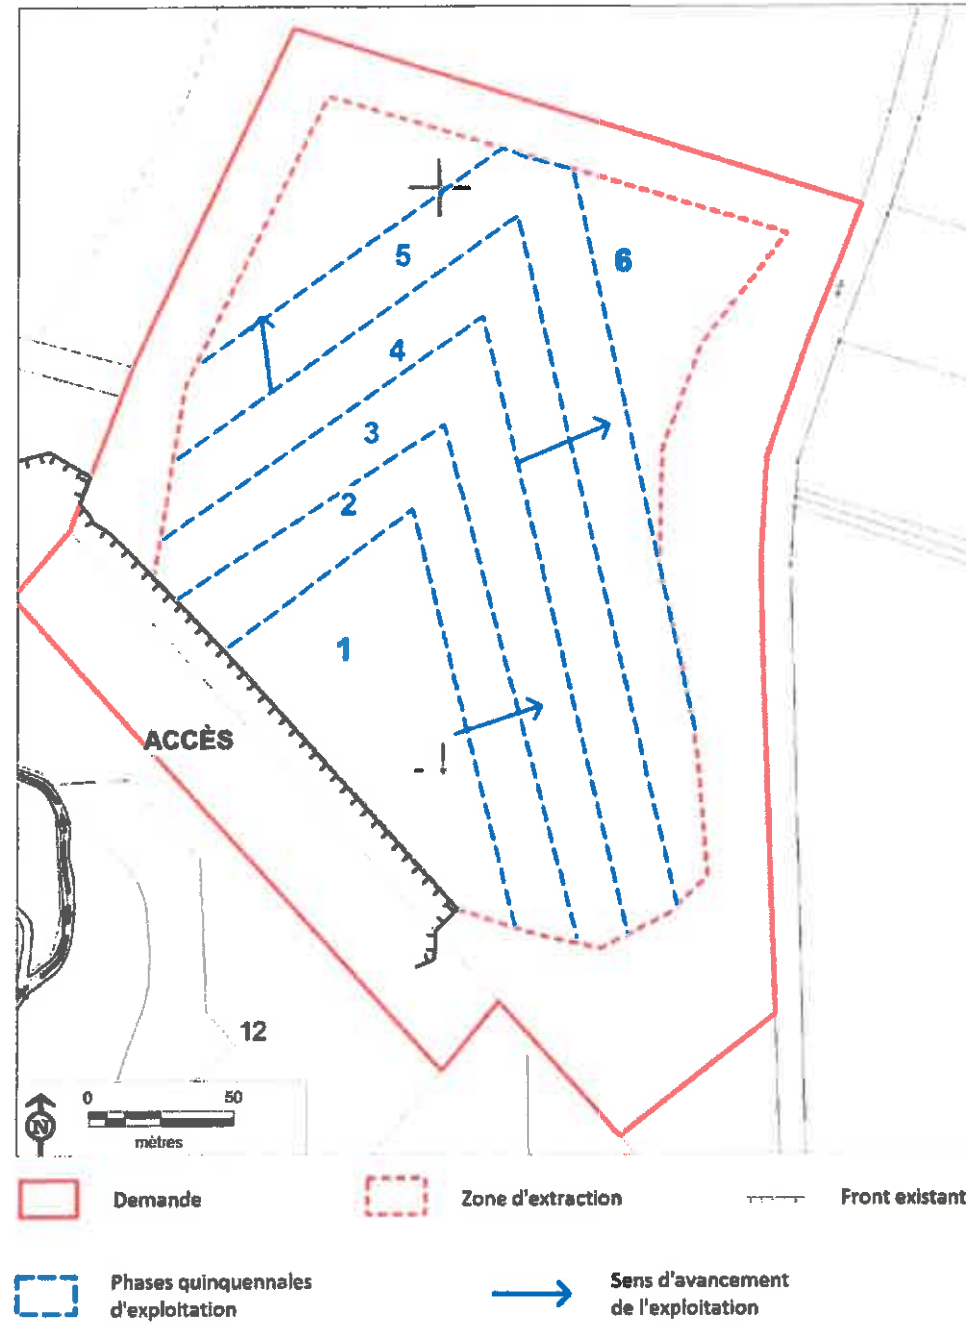 5
6
4
3
2
1
ACCÈS
12
0 50
N
mètres
Demande
Zone d'extraction
Front existant
Phases quinquennales
d'exploitation
Sens d'avancement
de l'exploitation